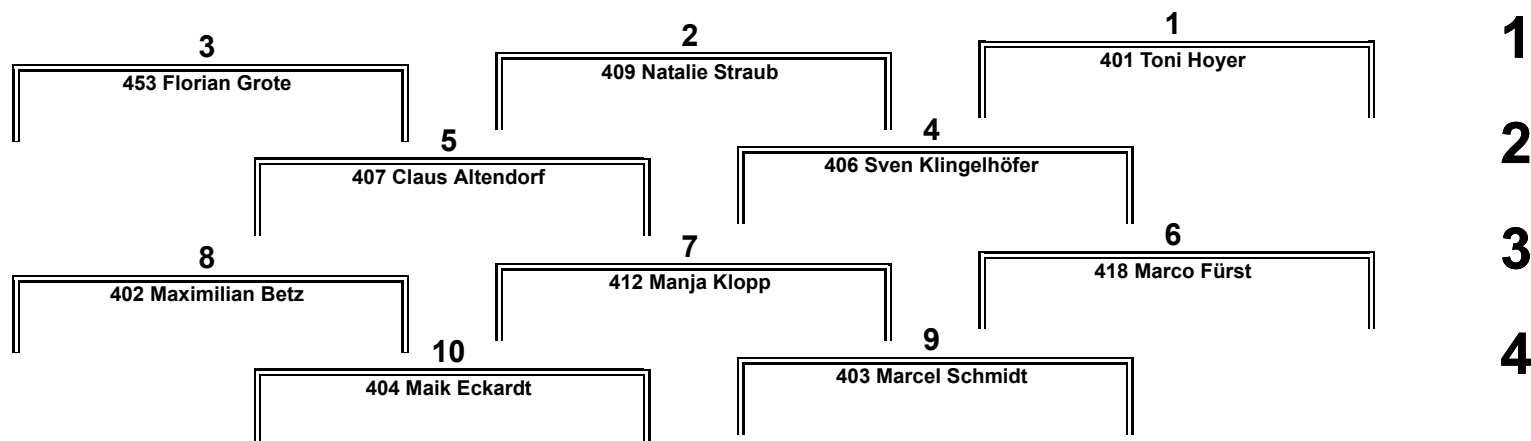 3 2 1 1
453 Florian Grote 409 Natalie Straub 401 Toni Hoyer
5 4 2
407 Claus Altendorf 406 Sven Klingelhöfer
8 7 6 3
402 Maximilian Betz 412 Manja Klopp 418 Marco Fürst
10 9 4
404 Maik Eckardt 403 Marcel Schmidt